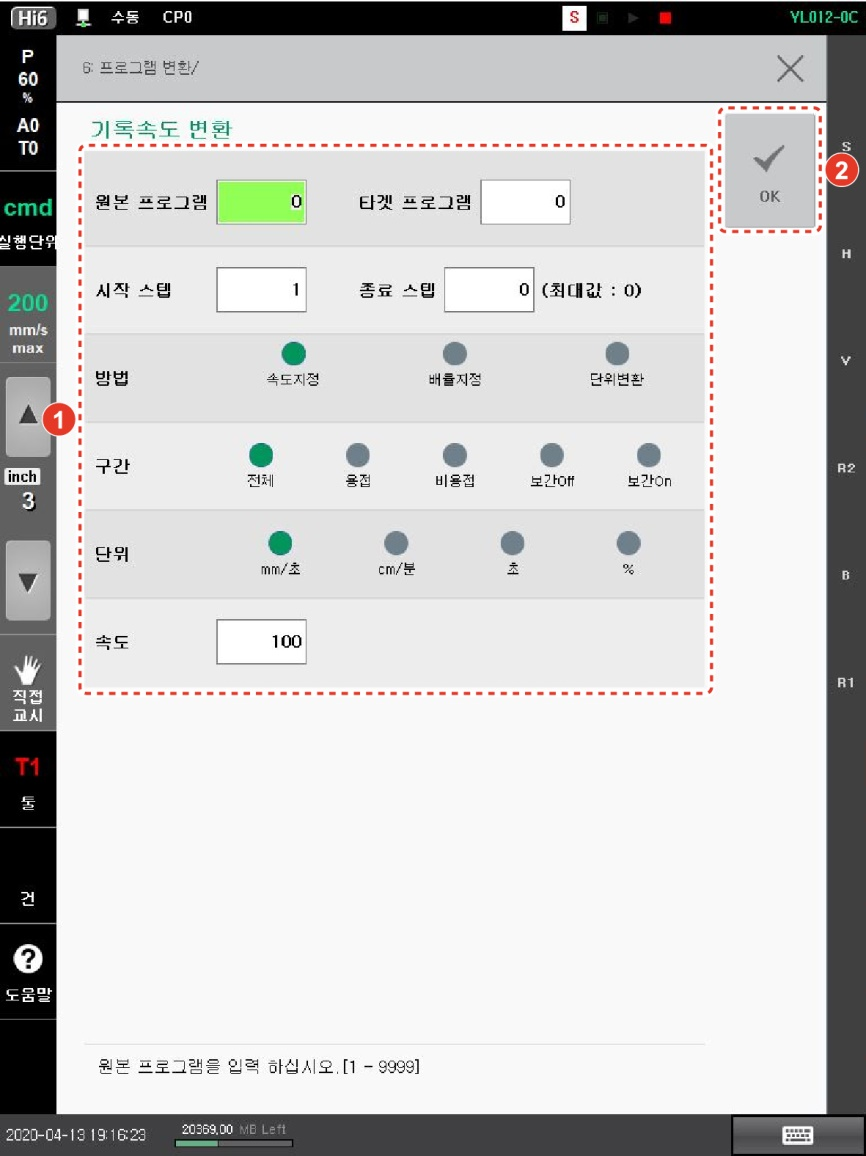 Hi6 수동 CP0 S YL012-0C
P
60
%
A0
T0
cmd
실행단위
200
mm/s
max
inch
3
직접
교시
T1
툴
건
?
도움말
6: 프로그램 변환/
기록속도 변환
원본 프로그램 0 타겟 프로그램 0
시작 스텝 1 종료 스텝 0 (최대값 : 0)
방법 속도지정 배율지정 단위변환
구간 전체 용접 비용접 보간Off 보간On
단위 mm/초 cm/분 초 %
속도 100
1
OK
2
S
H
V
R2
B
R1
원본 프로그램을 입력 하십시오.[1 - 9999]
2020-04-13 19:16:23 20369.00 MB Left